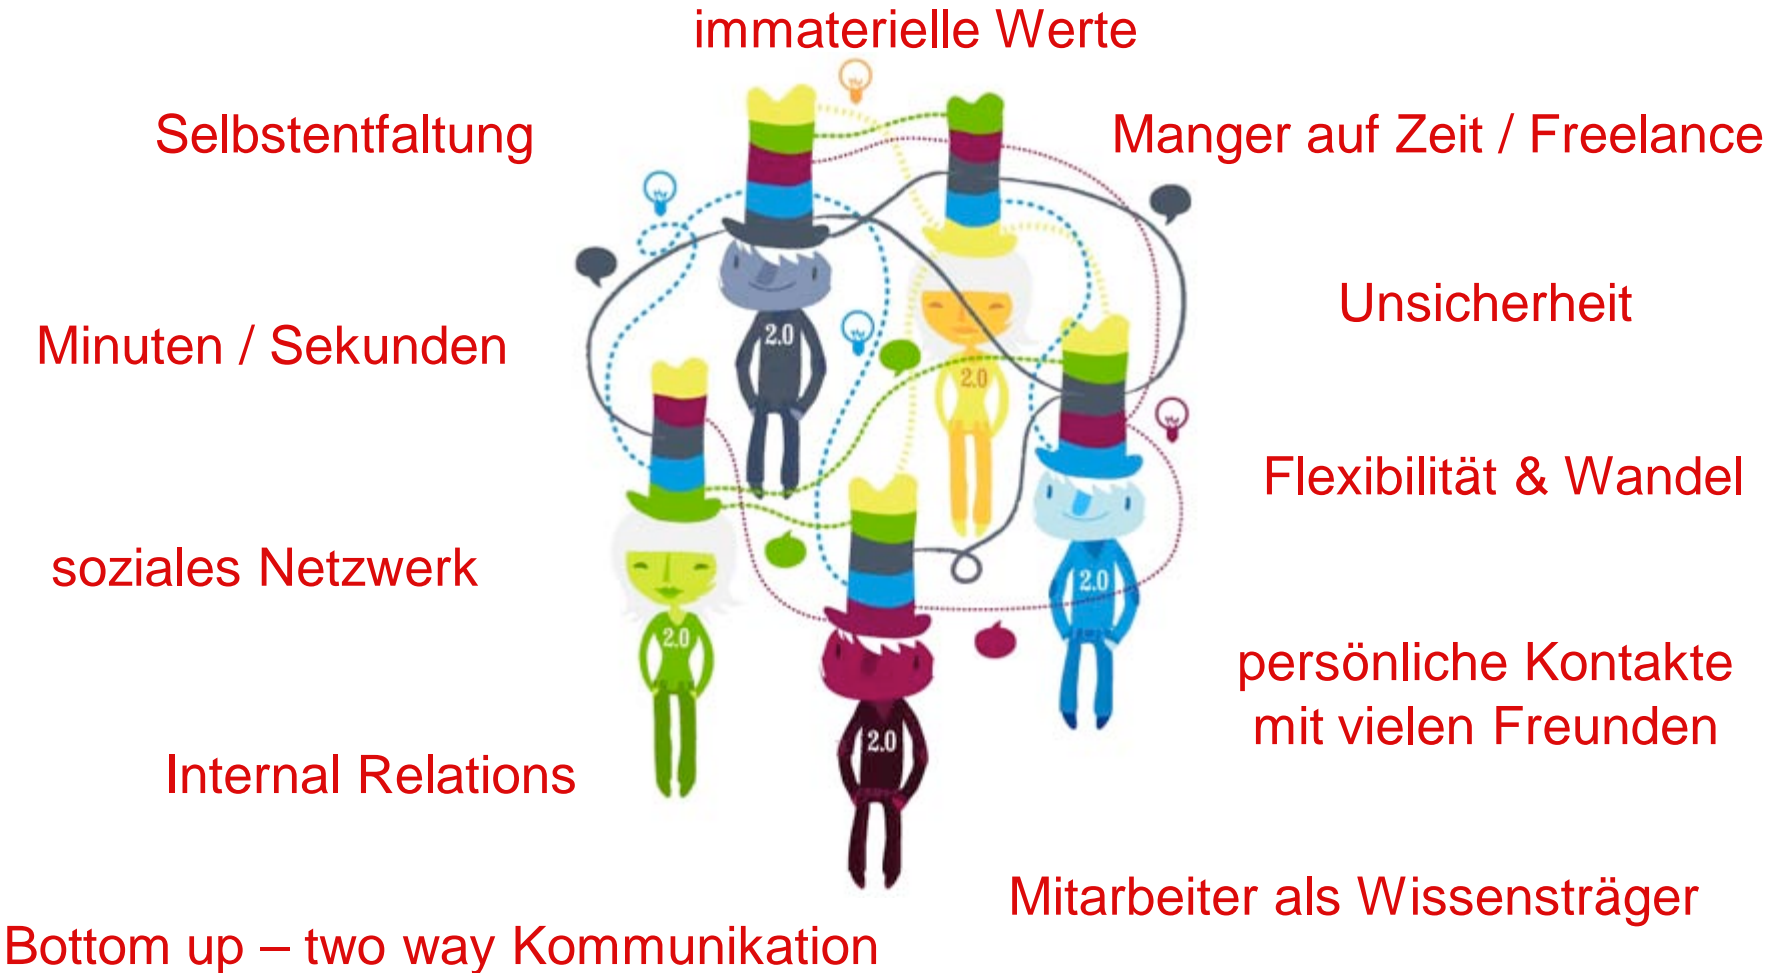 immaterielle Werte
Selbstentfaltung
Manger auf Zeit / Freelance
Unsicherheit
Minuten / Sekunden
2.0
2.0
Flexibilität & Wandel
soziales Netzwerk
2.0
2.0
persönliche Kontakte
mit vielen Freunden
2.0
Internal Relations
Mitarbeiter als Wissensträger
Bottom up – two way Kommunikation